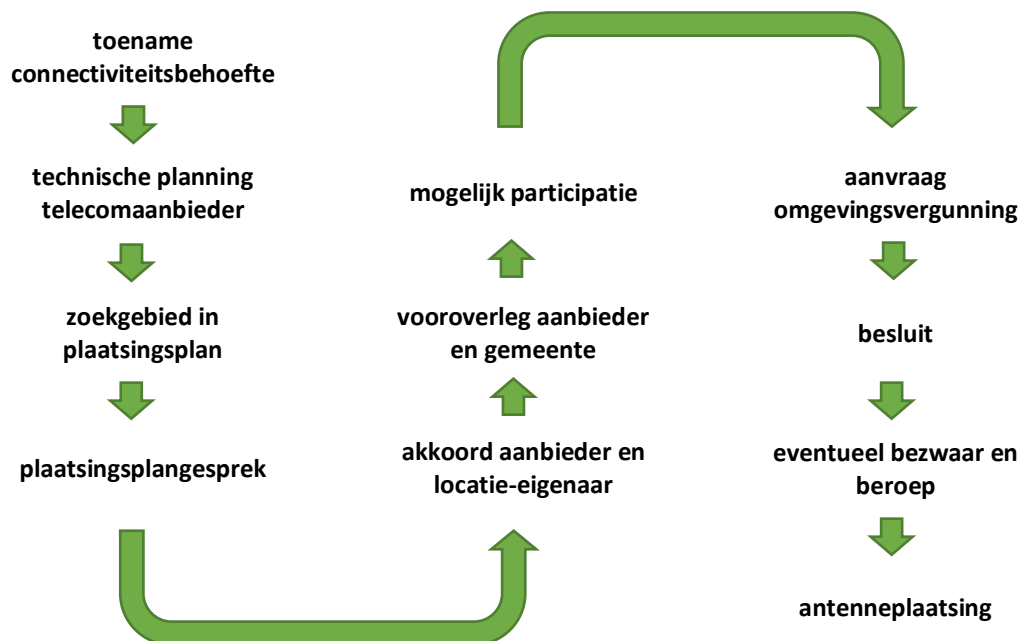 toename
connectiviteitsbehoefte
technische planning
telecomaanbieder
zoekgebied in
plaatsingsplan
plaatsingsplangesprek
akkoord aanbieder en
locatie-eigenaar
vooroverleg aanbieder
en gemeente
mogelijk participatie
aanvraag
omgevingsvergunning
besluit
eventueel bezwaar en
beroep
antenneplaatsing